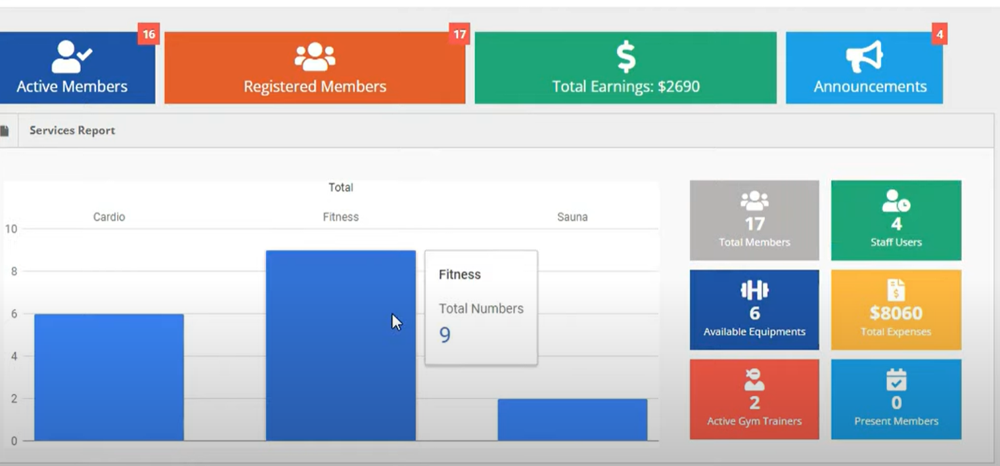 16
Active Members
17
Registered Members
Total Earnings: $2690
4
Announcements
Services Report
Total
Cardio
Fitness
Sauna
10
8
6
4
2
0
Fitness
Total Numbers
9
17
Total Members
4
Staff Users
6
Available Equipments
$8060
Total Expenses
2
Active Gym Trainers
0
Present Members